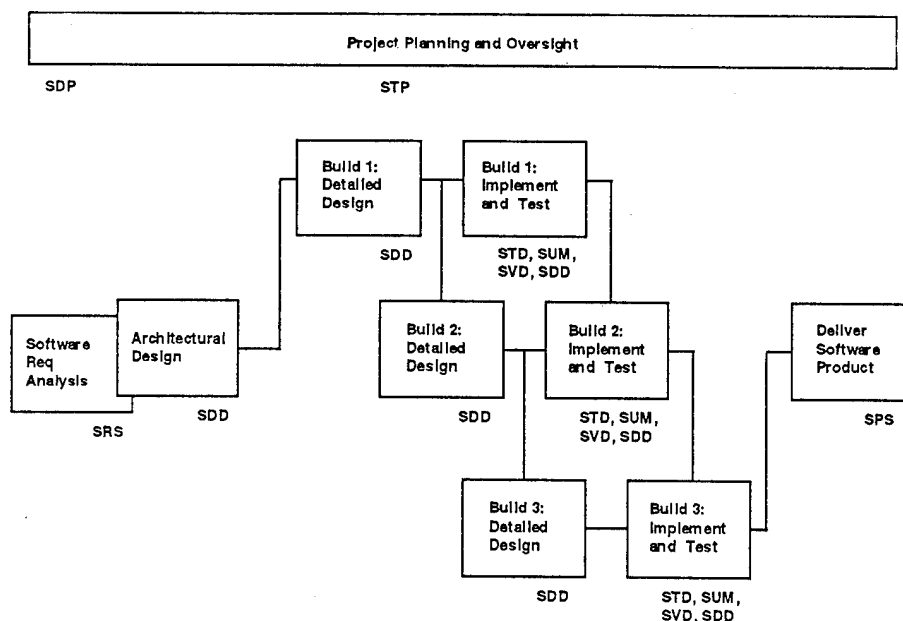 Project Planning and Oversight
SDP
STP
Build 1:
Detailed
Design
SDD
Build 1:
Implement
and Test
STD, SUM,
SVD, SDD
Software
Req
Analysis
SRS
Architectural
Design
SDD
Build 2:
Detailed
Design
SDD
Build 2:
Implement
and Test
STD, SUM,
SVD, SDD
Deliver
Software
Product
SPS
Build 3:
Detailed
Design
SDD
Build 3:
Implement
and Test
STD, SUM,
SVD, SDD